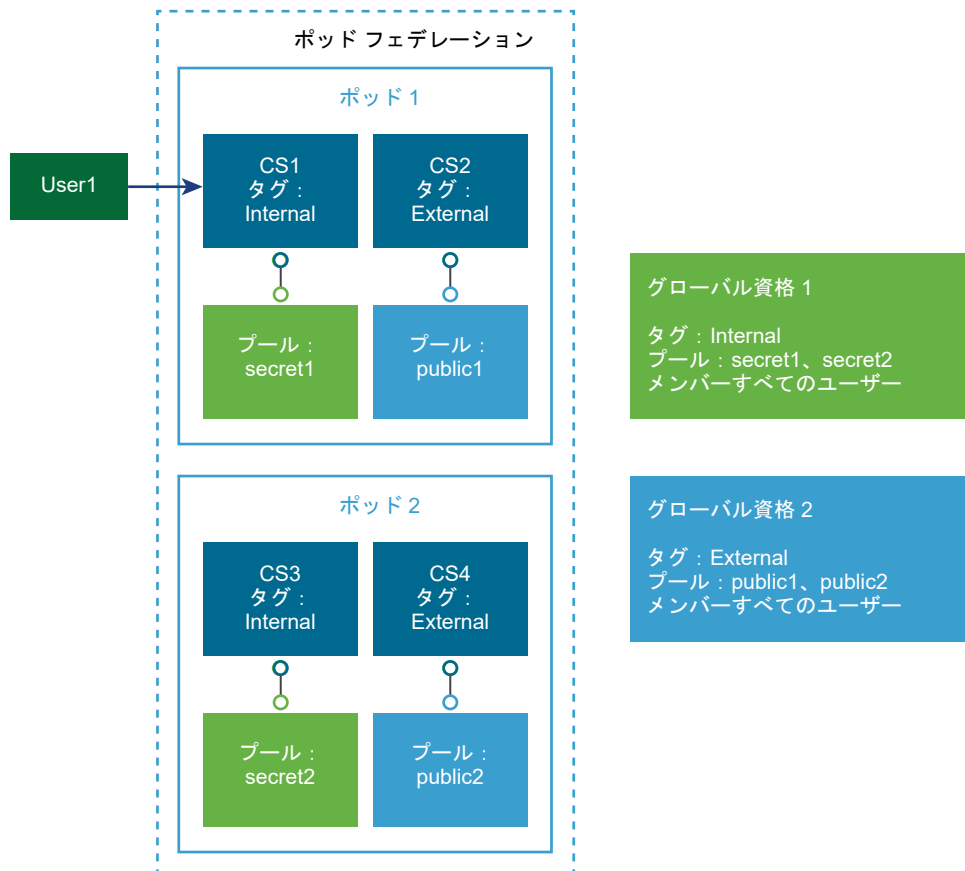 ポッド フェデレーション
ポッド 1
User1
CS1
タグ :
Internal
CS2
タグ :
External
プール :
secret1
プール :
public1
グローバル資格 1
タグ : Internal
プール : secret1、secret2
メンバーすべてのユーザー
ポッド 2
CS3
タグ :
Internal
CS4
タグ :
External
プール :
secret2
プール :
public2
グローバル資格 2
タグ : External
プール : public1、public2
メンバーすべてのユーザー